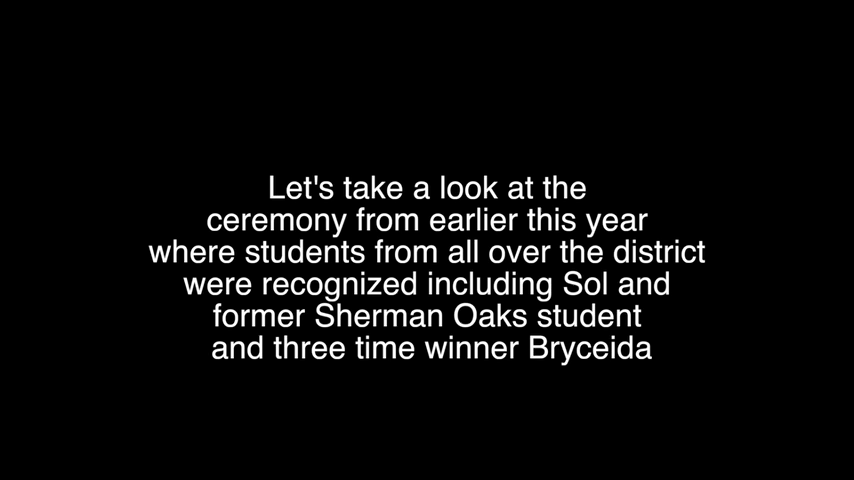 Let's take a look at the
ceremony from earlier this year
where students from all over the district
were recognized including Sol and
former Sherman Oaks student
and three time winner Bryceida